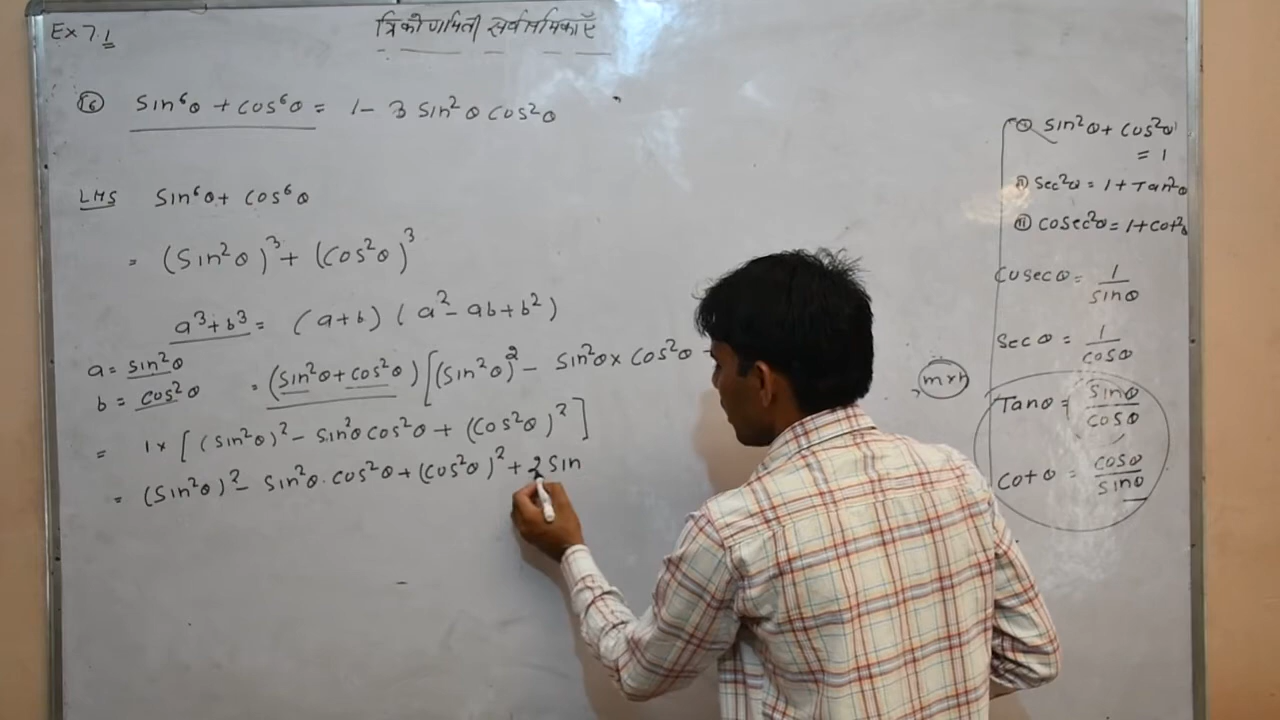 Ex 7.1
त्रिकोणमिती सर्वसमिकाएँ
(16) sin⁶θ + cos⁶θ = 1 - 3 sin²θ cos²θ
LHS sin⁶θ + cos⁶θ
= (sin²θ)³ + (cos²θ)³
a³+b³ = (a+b) (a² - ab + b²)
a = sin²θ
b = cos²θ
= (sin²θ + cos²θ) [(sin²θ)² - sin²θ × cos²θ
= 1 × [(sin²θ)² - sin²θ cos²θ + (cos²θ)²]
= (sin²θ)² - sin²θ . cos²θ + (cos²θ)² + 2 sin
(i) sin²θ + cos²θ
= 1
(ii) sec²θ = 1 + Tan²θ
(iii) cosec²θ = 1 + cot²θ
cosecθ = 1/sinθ
secθ = 1/cosθ
Tanθ = sinθ/cosθ
cotθ = cosθ/sinθ